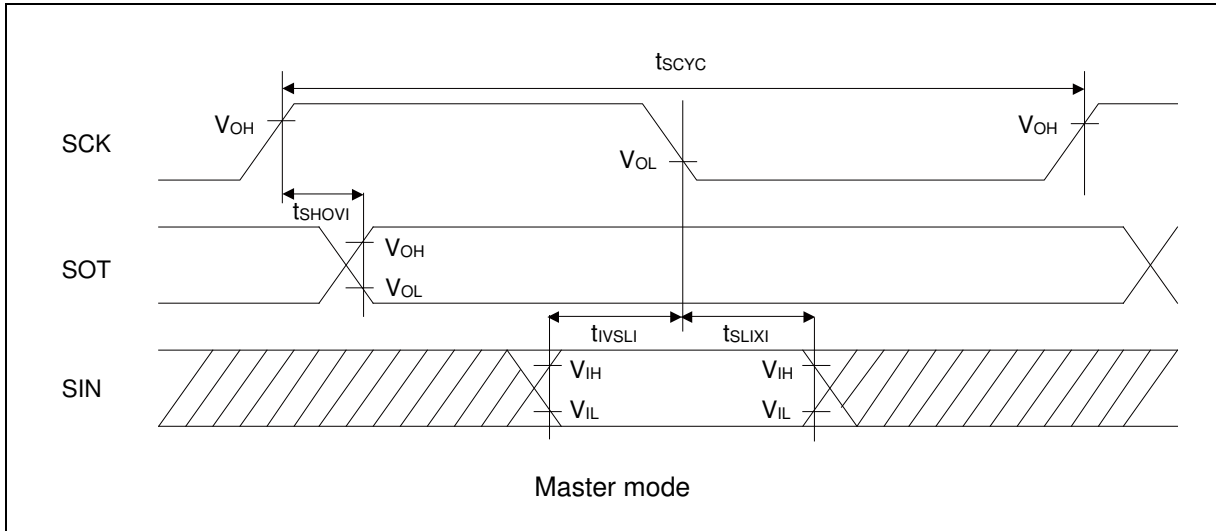 tSCYC
SCK
VOH
VOL
VOH
tSHOVI
SOT
VOH
VOL
tIVSLI
tSLIXI
SIN
VIH
VIH
VIL
VIL
Master mode